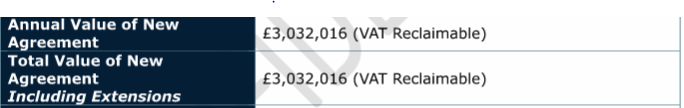 Annual Value of New
Agreement
£3,032,016 (VAT Reclaimable)
Total Value of New
Agreement
Including Extensions
£3,032,016 (VAT Reclaimable)